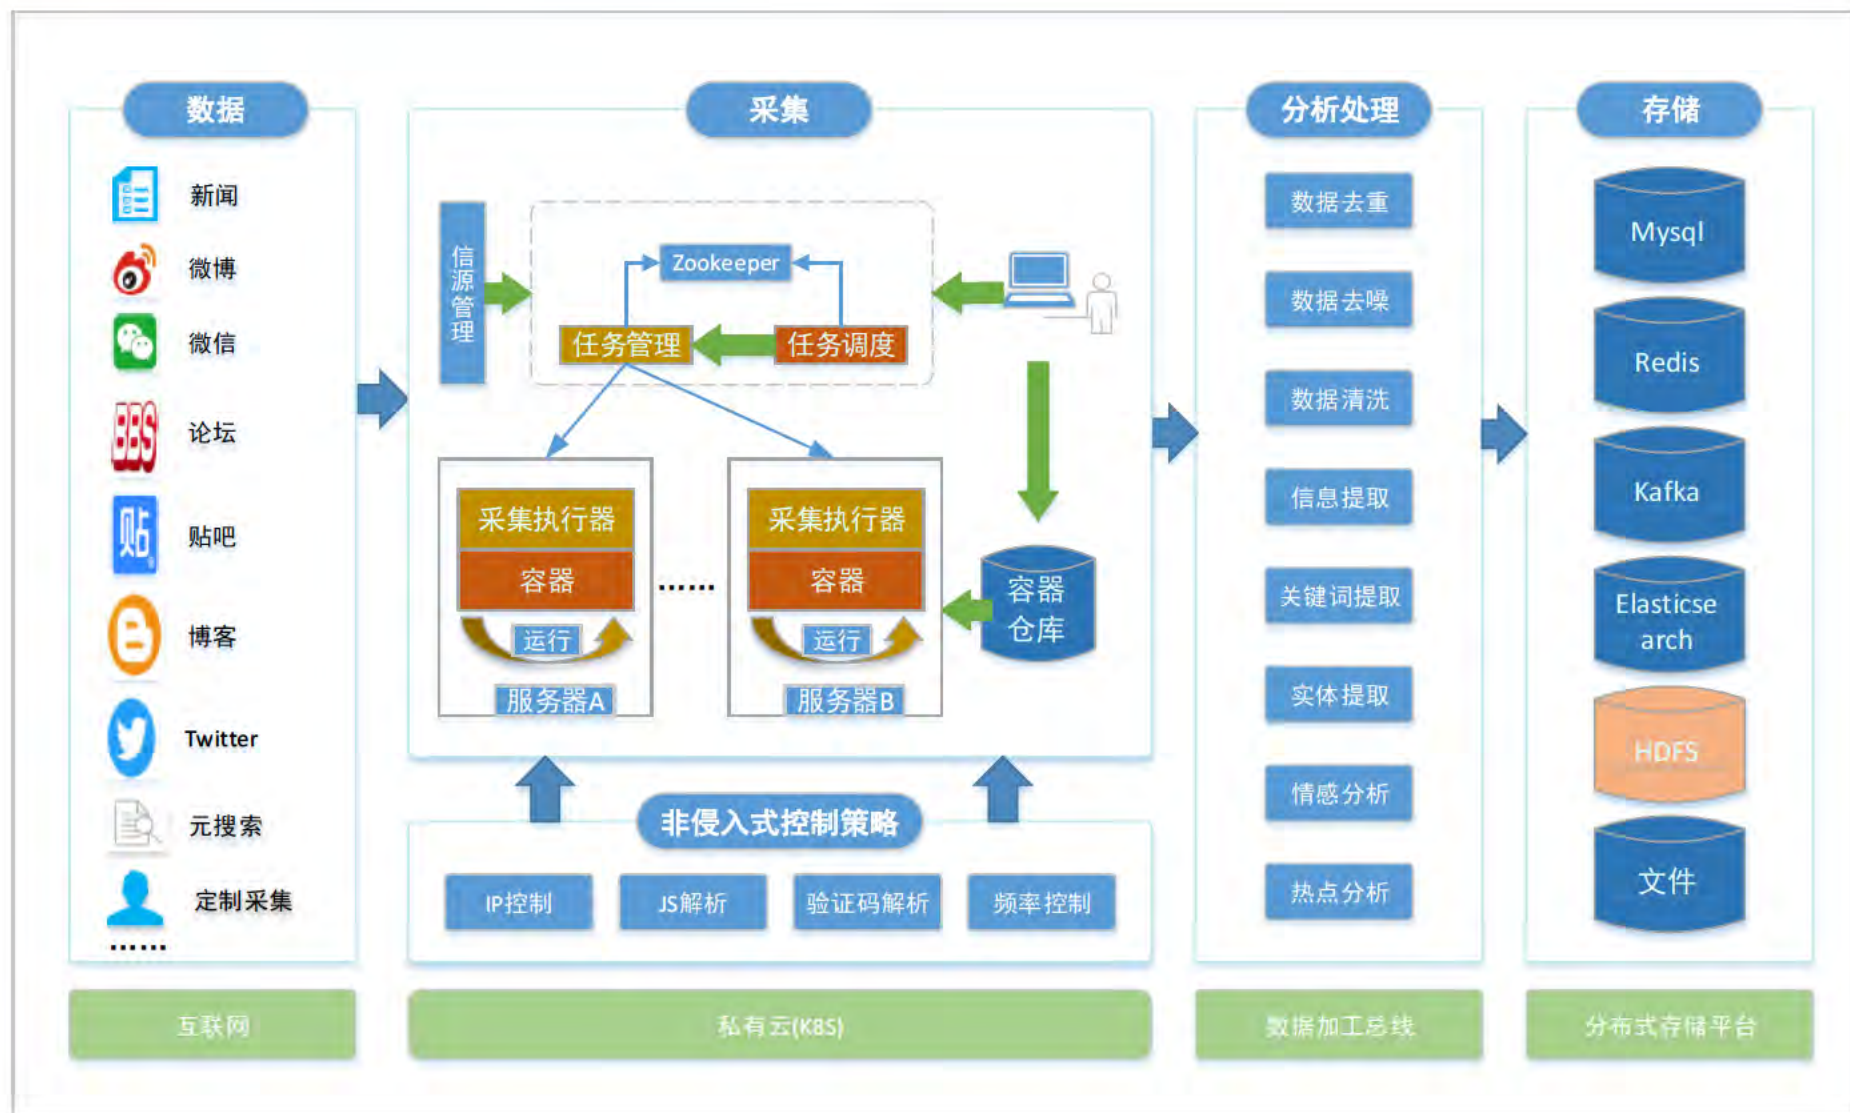 数据
新闻
微博
微信
BBS
论坛
贴
贴吧
博客
Twitter
元搜索
定制采集
……
互联网
采集
信源管理
Zookeeper
任务管理
任务调度
采集执行器
容器
运行
服务器A
……
采集执行器
容器
运行
服务器B
容器
仓库
非侵入式控制策略
IP控制
JS解析
验证码解析
频率控制
私有云(K8S)
分析处理
数据去重
数据去噪
数据清洗
信息提取
关键词提取
实体提取
情感分析
热点分析
数据加工总线
存储
Mysql
Redis
Kafka
Elasticse
arch
HDFS
文件
分布式存储平台